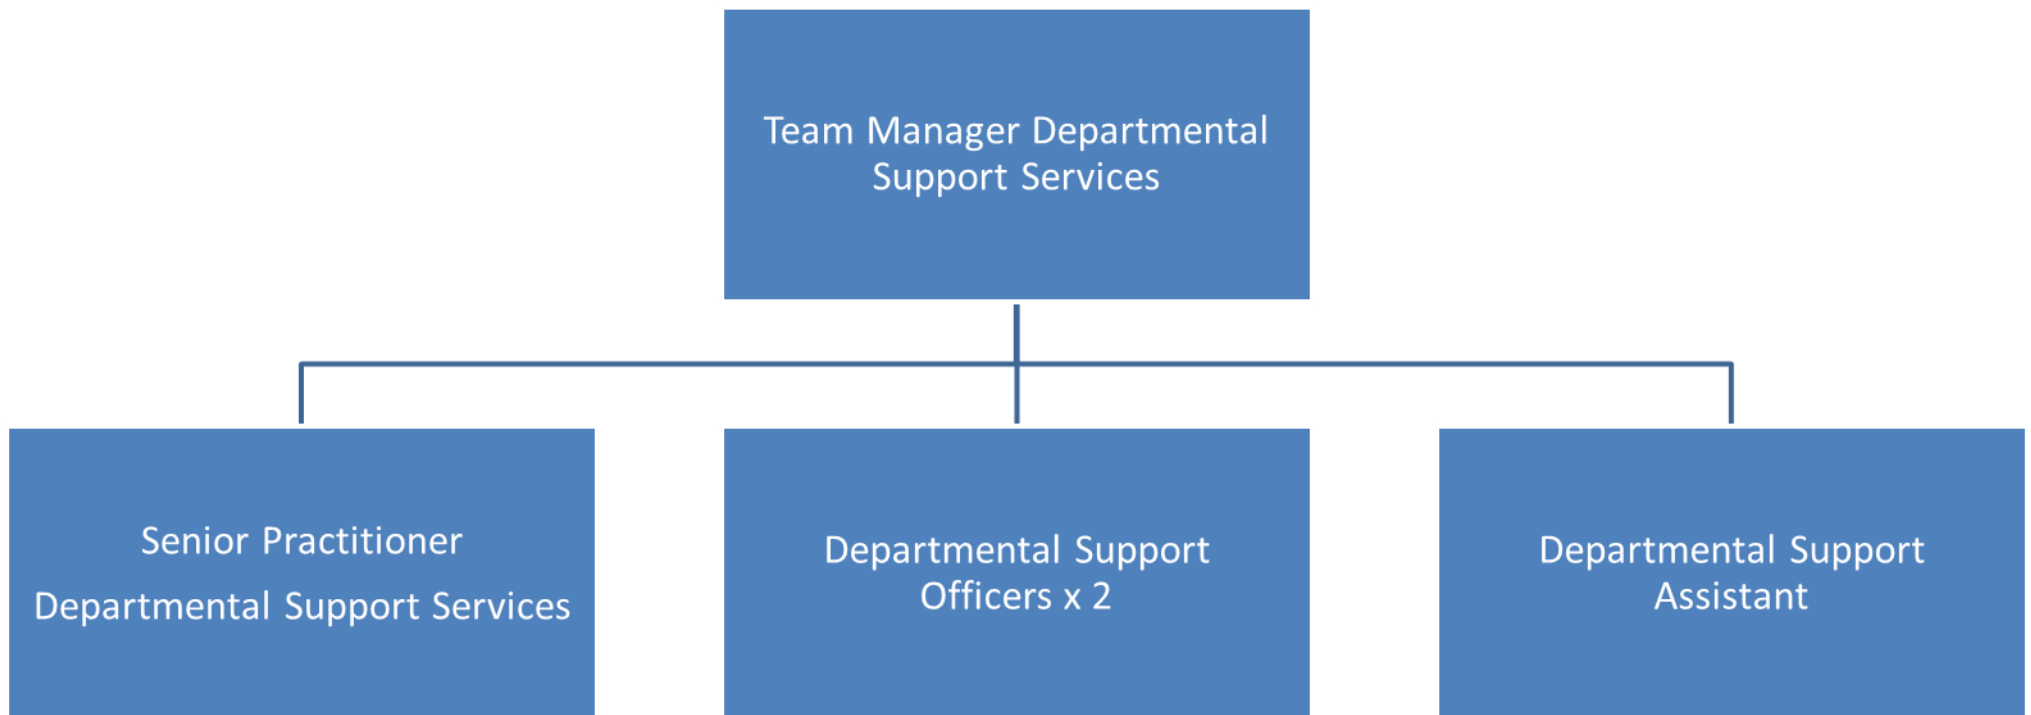 Team Manager Departmental
Support Services
Senior Practitioner
Departmental Support Services
Departmental Support
Officers x 2
Departmental Support
Assistant